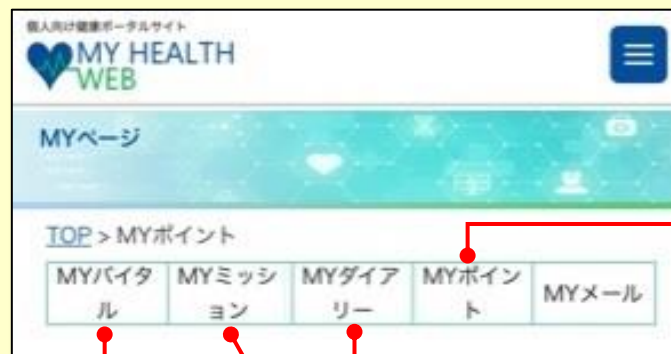 個人向け健康ポータルサイト
MY HEALTH
WEB
MYページ
TOP > MYポイント
MYバイタ
ル
MYミッシ
ョン
MYダイア
リー
MYポイン
ト
MYメール